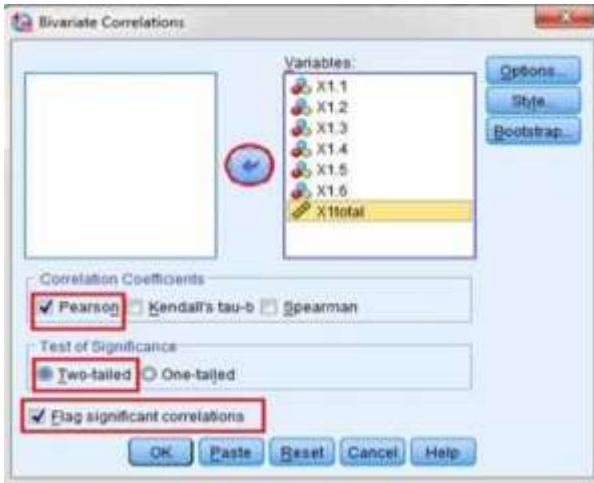 Bivariate Correlations
Variables:
X1.1
X1.2
X1.3
X1.4
X1.5
X1.6
X1total
Options...
Style...
Bootstrap...
Correlation Coefficients
Pearson Kendall's tau-b Spearman
Test of Significance
Two-tailed One-tailed
Flag significant correlations
OK Paste Reset Cancel Help